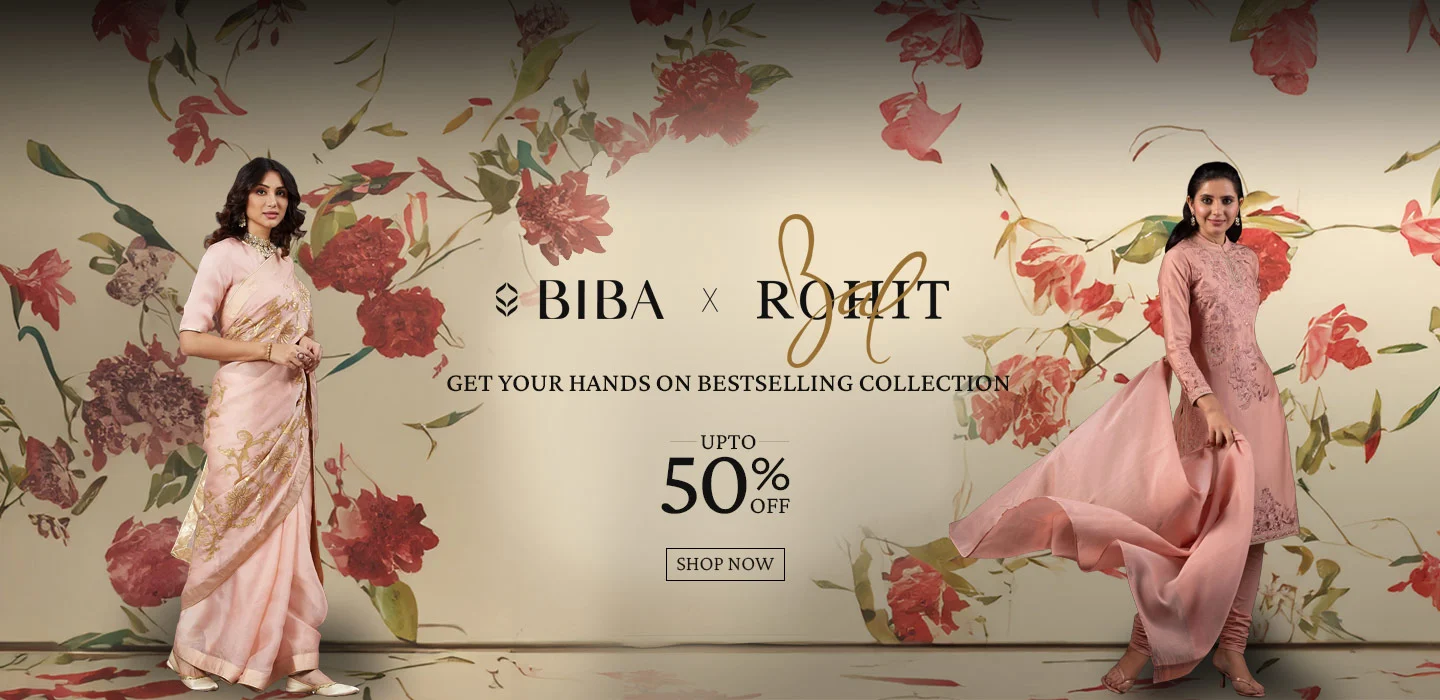 BIBA X ROHIT Bal
GET YOUR HANDS ON BESTSELLING COLLECTION
UPTO
50%
OFF
SHOP NOW